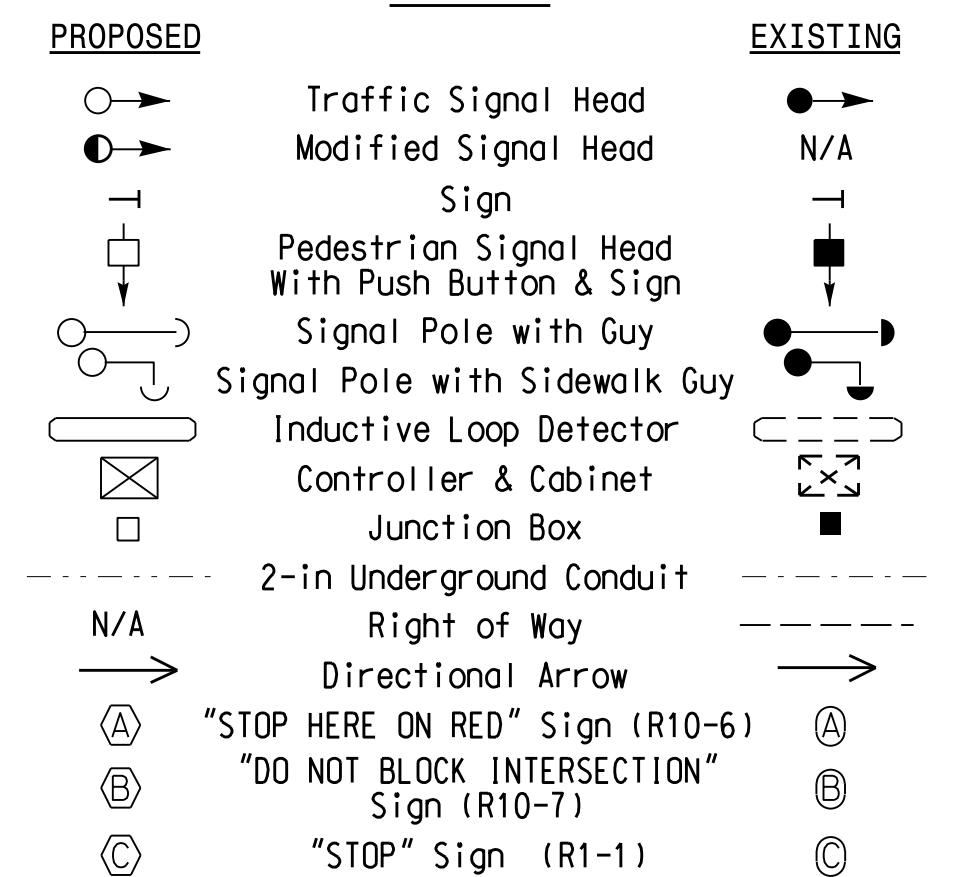 PROPOSED EXISTING
Traffic Signal Head
Modified Signal Head N/A
Sign
Pedestrian Signal Head
With Push Button & Sign
Signal Pole with Guy
Signal Pole with Sidewalk Guy
Inductive Loop Detector
Controller & Cabinet
Junction Box
2-in Underground Conduit
N/A Right of Way
Directional Arrow
A "STOP HERE ON RED" Sign (R10-6) A
"DO NOT BLOCK INTERSECTION"
B Sign (R10-7) B
C "STOP" Sign (R1-1) C